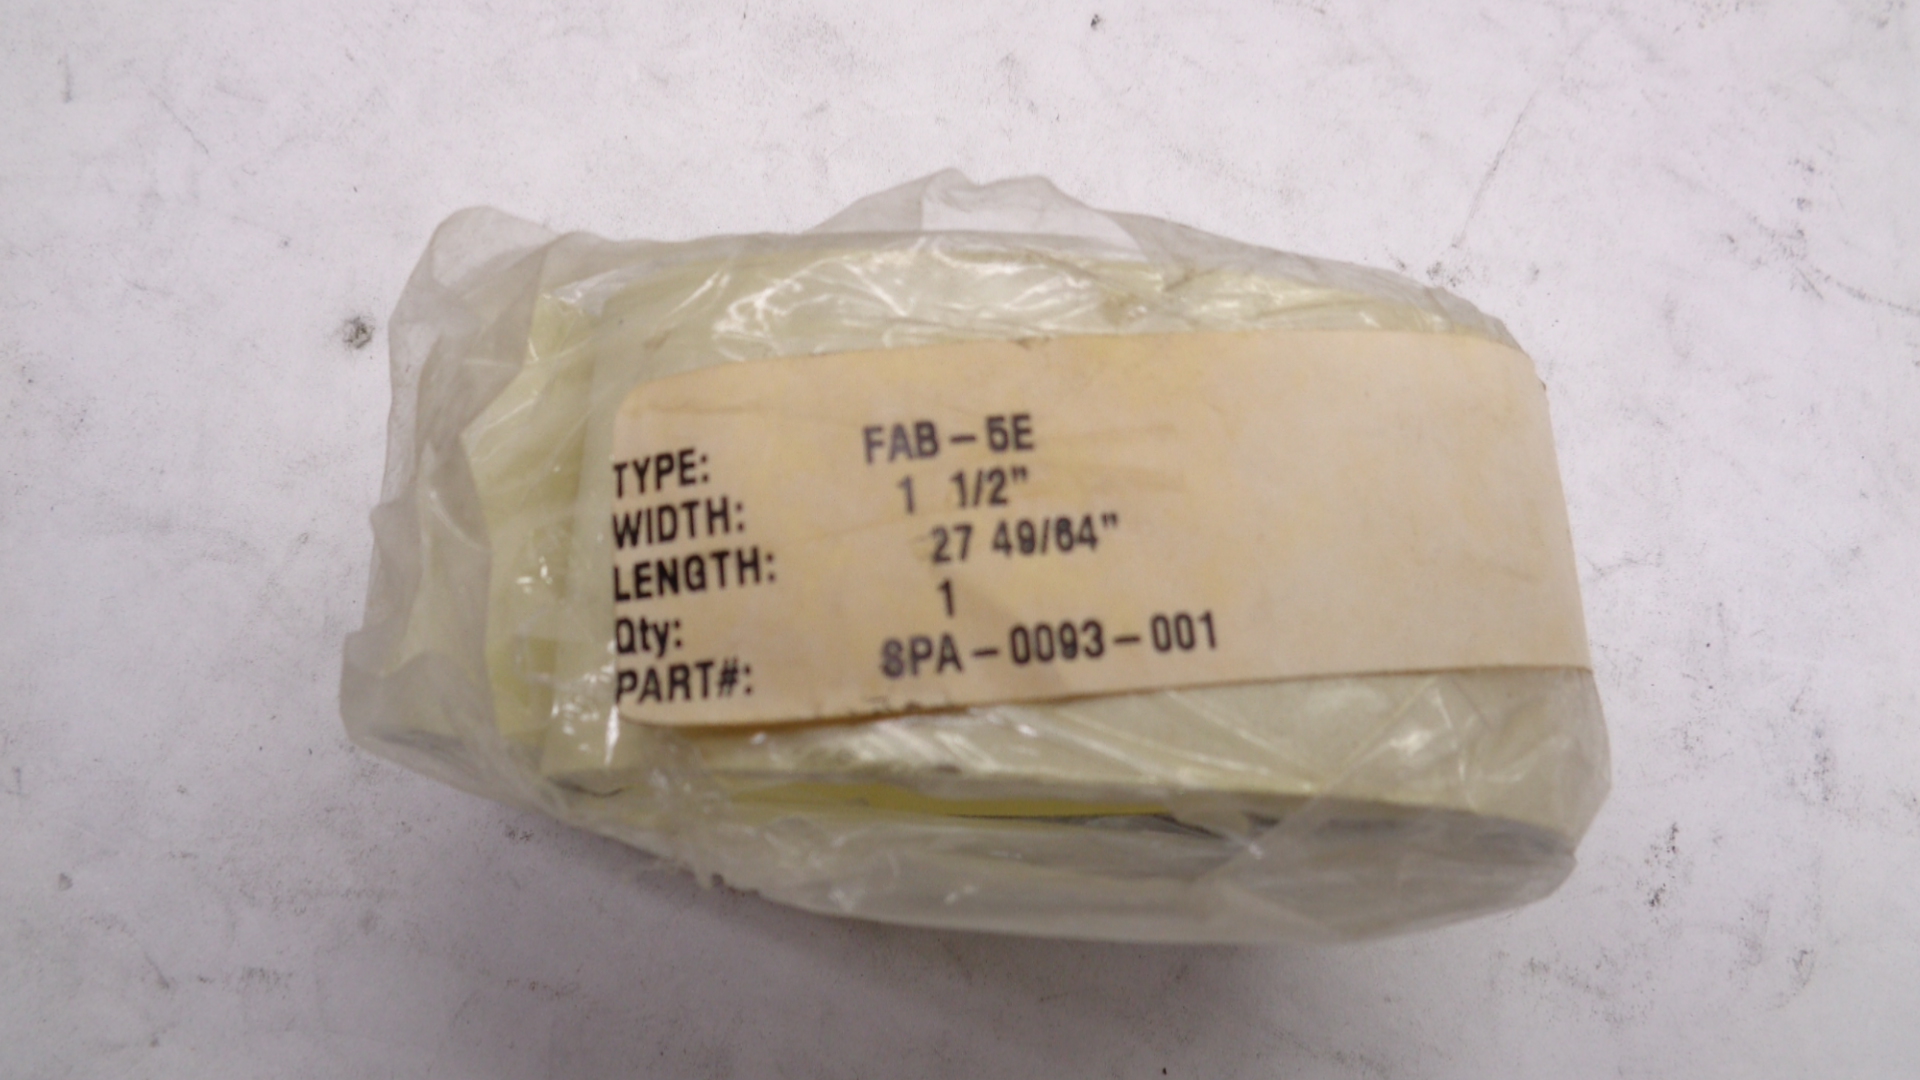 TYPE: FAB-5E
WIDTH: 1 1/2"
LENGTH: 27 49/64"
Qty: 1
PART#: SPA-0093-001